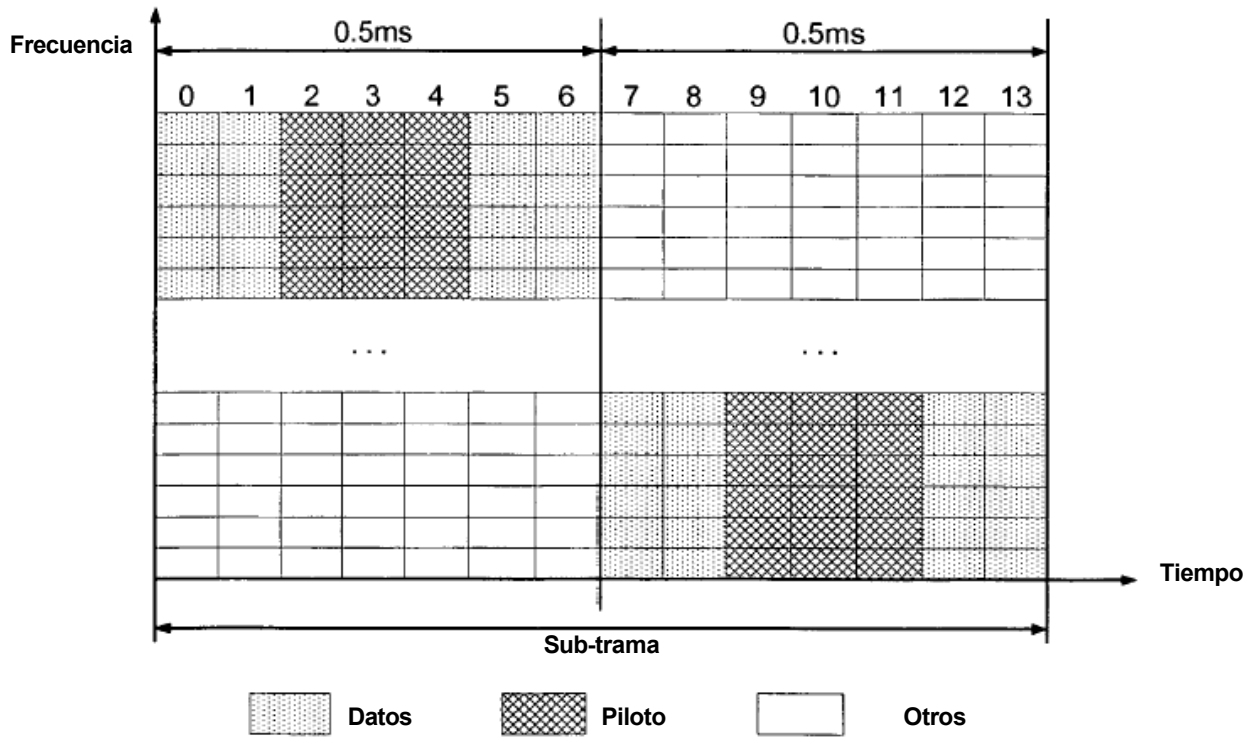 Frecuencia
0.5ms 0.5ms
0 1 2 3 4 5 6 7 8 9 10 11 12 13
... ...
Tiempo
Sub-trama
Datos Piloto Otros